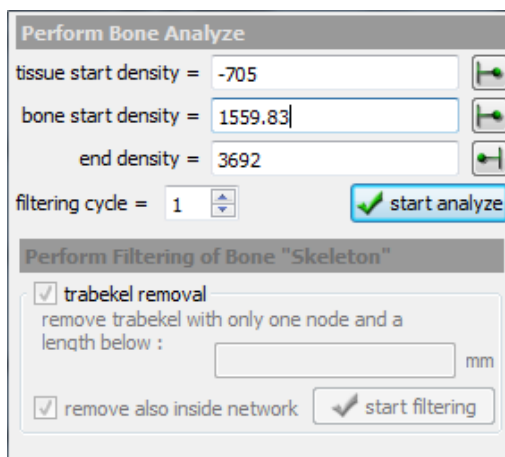 Perform Bone Analyze
tissue start density = -705
bone start density = 1559.83
end density = 3692
filtering cycle = 1 start analyze
Perform Filtering of Bone "Skeleton"
trabekel removal
remove trabekel with only one node and a
length below :
mm
remove also inside network start filtering